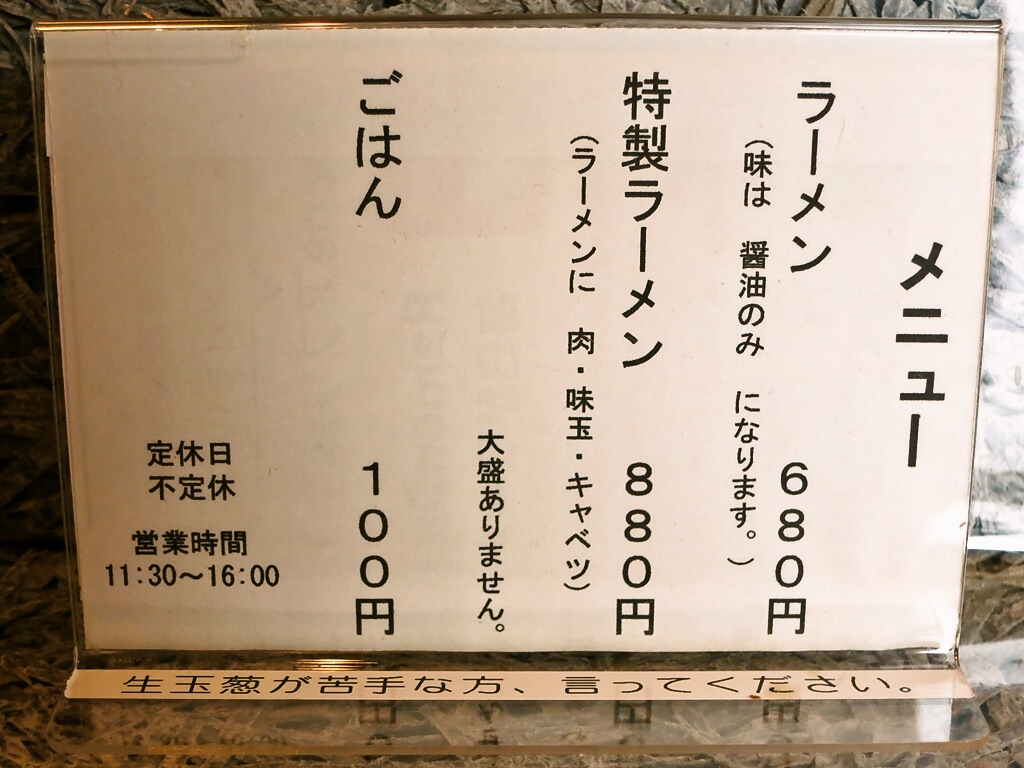 メニュー
ラーメン 680円
（味は 醤油のみ になります。）
特製ラーメン 880円
（ラーメンに 肉・味玉・キャベツ）
大盛ありません。
ごはん 100円
定休日
不定休
営業時間
11:30～16:00
生玉葱が苦手な方、言ってください。